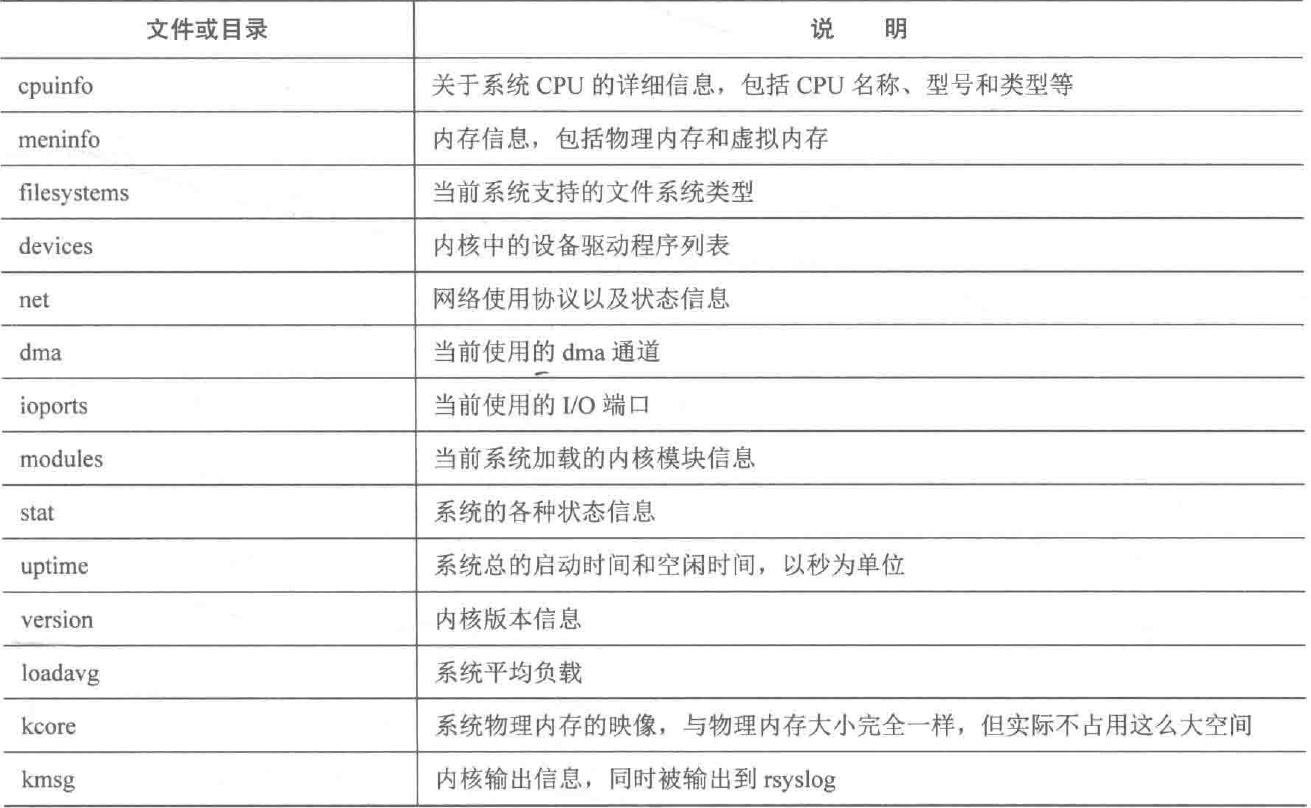 文件或目录 说 明
cpuinfo 关于系统 CPU 的详细信息，包括 CPU 名称、型号和类型等
meninfo 内存信息，包括物理内存和虚拟内存
filesystems 当前系统支持的文件系统类型
devices 内核中的设备驱动程序列表
net 网络使用协议以及状态信息
dma 当前使用的 dma 通道
ioports 当前使用的 I/O 端口
modules 当前系统加载的内核模块信息
stat 系统的各种状态信息
uptime 系统总的启动时间和空闲时间，以秒为单位
version 内核版本信息
loadavg 系统平均负载
kcore 系统物理内存的映像，与物理内存大小完全一样，但实际不占用这么大空间
kmsg 内核输出信息，同时被输出到 rsyslog